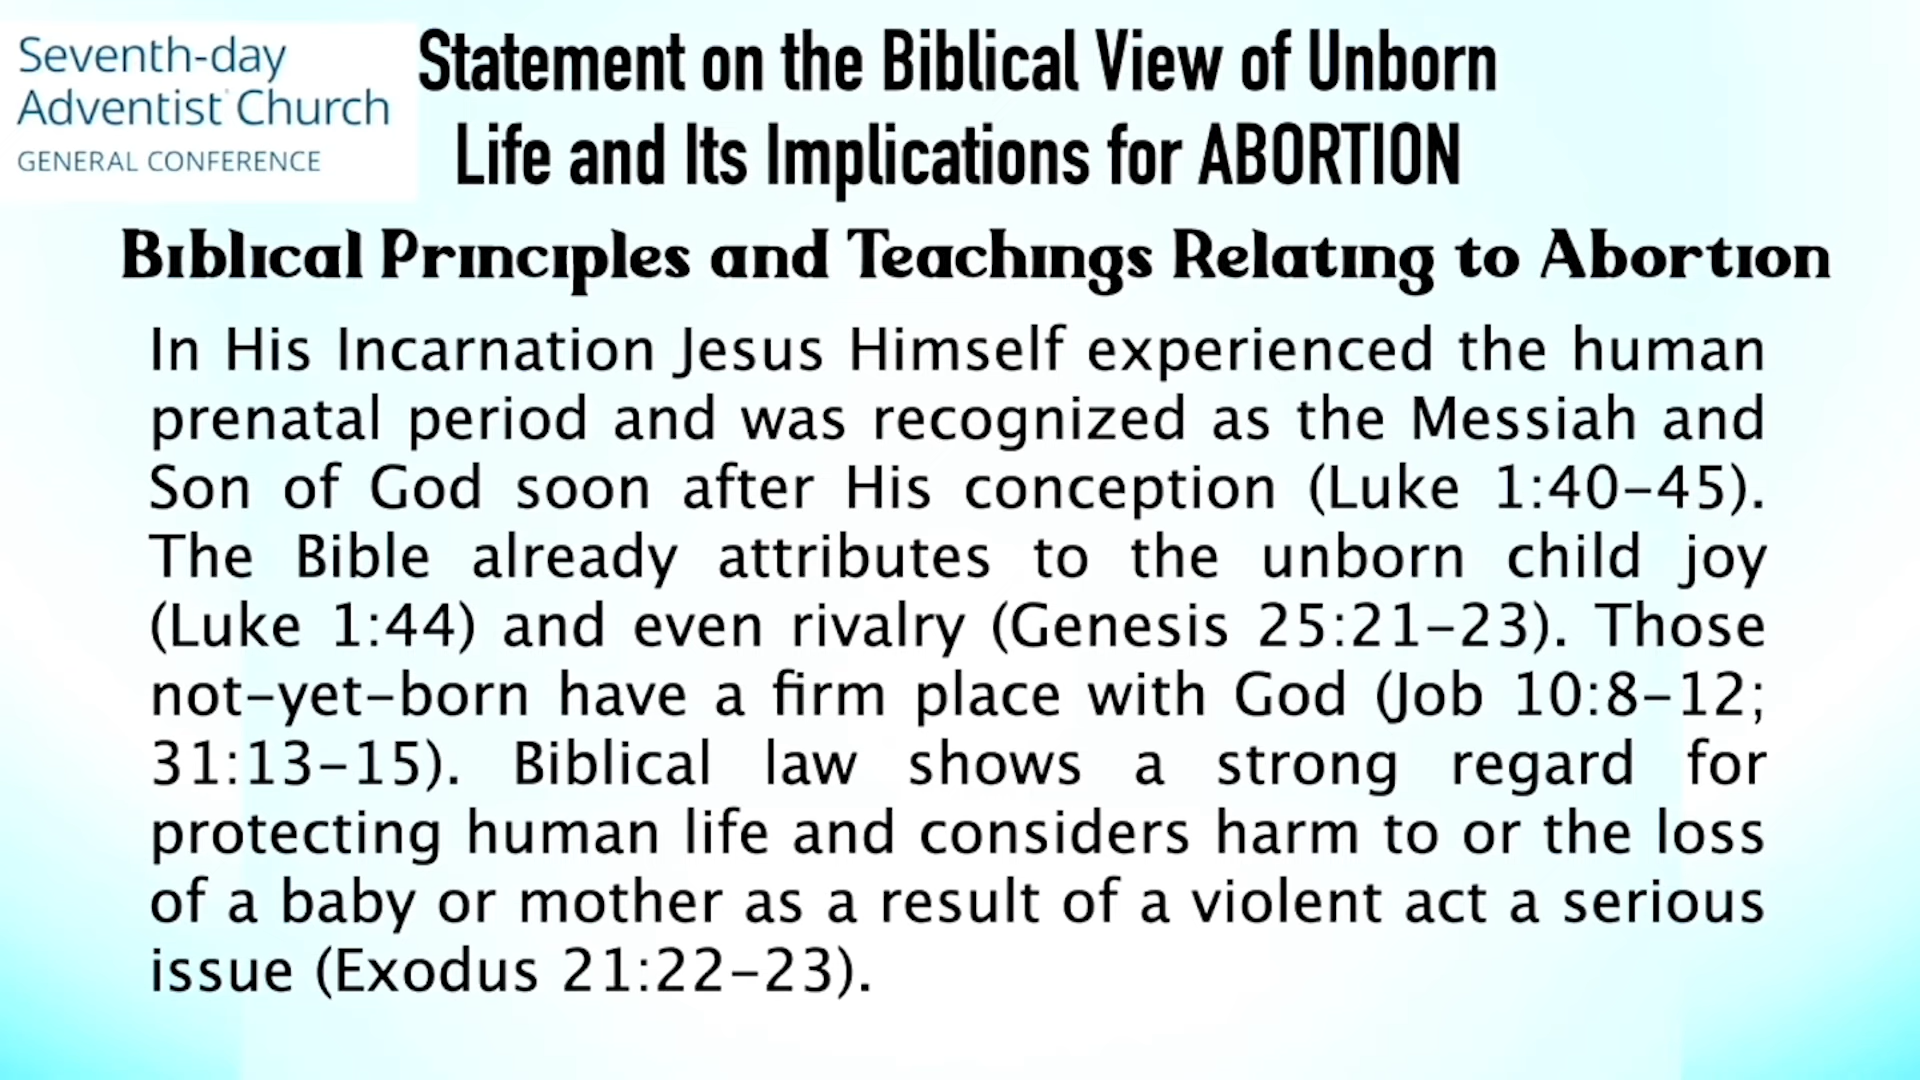 Seventh-day
Adventist Church
GENERAL CONFERENCE
Statement on the Biblical View of Unborn
Life and Its Implications for ABORTION
Biblical Principles and Teachings Relating to Abortion
In His Incarnation Jesus Himself experienced the human
prenatal period and was recognized as the Messiah and
Son of God soon after His conception (Luke 1:40–45).
The Bible already attributes to the unborn child joy
(Luke 1:44) and even rivalry (Genesis 25:21–23). Those
not–yet–born have a firm place with God (Job 10:8–12;
31:13–15). Biblical law shows a strong regard for
protecting human life and considers harm to or the loss
of a baby or mother as a result of a violent act a serious
issue (Exodus 21:22–23).